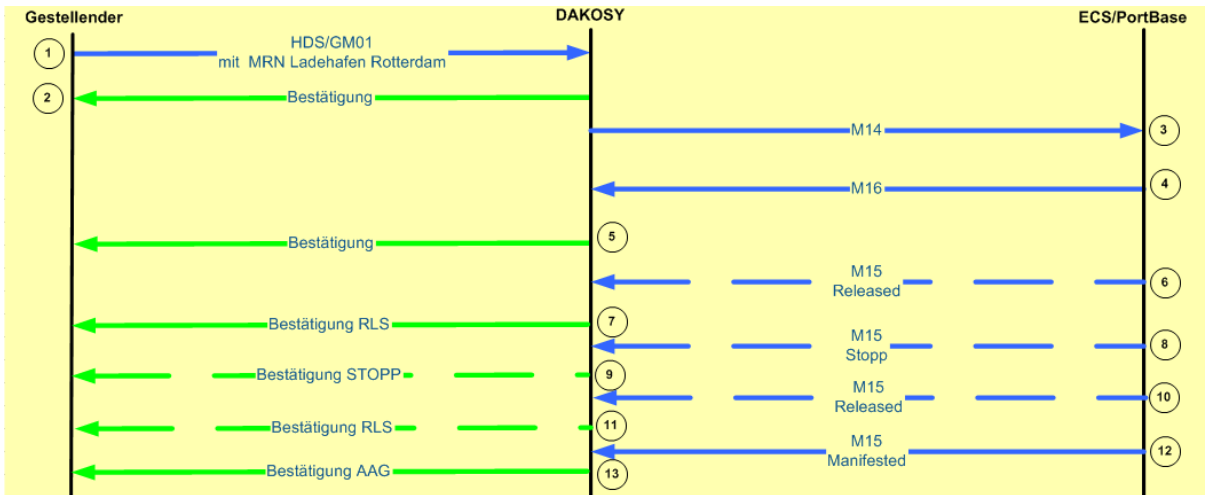 Gestellender
DAKOSY
ECS/PortBase
1
HDS/GM01
mit MRN Ladehafen Rotterdam
2
Bestätigung
M14
3
M16
4
Bestätigung
5
M15
Released
6
Bestätigung RLS
7
M15
Stopp
8
Bestätigung STOPP
9
M15
Released
10
Bestätigung RLS
11
M15
Manifested
12
Bestätigung AAG
13